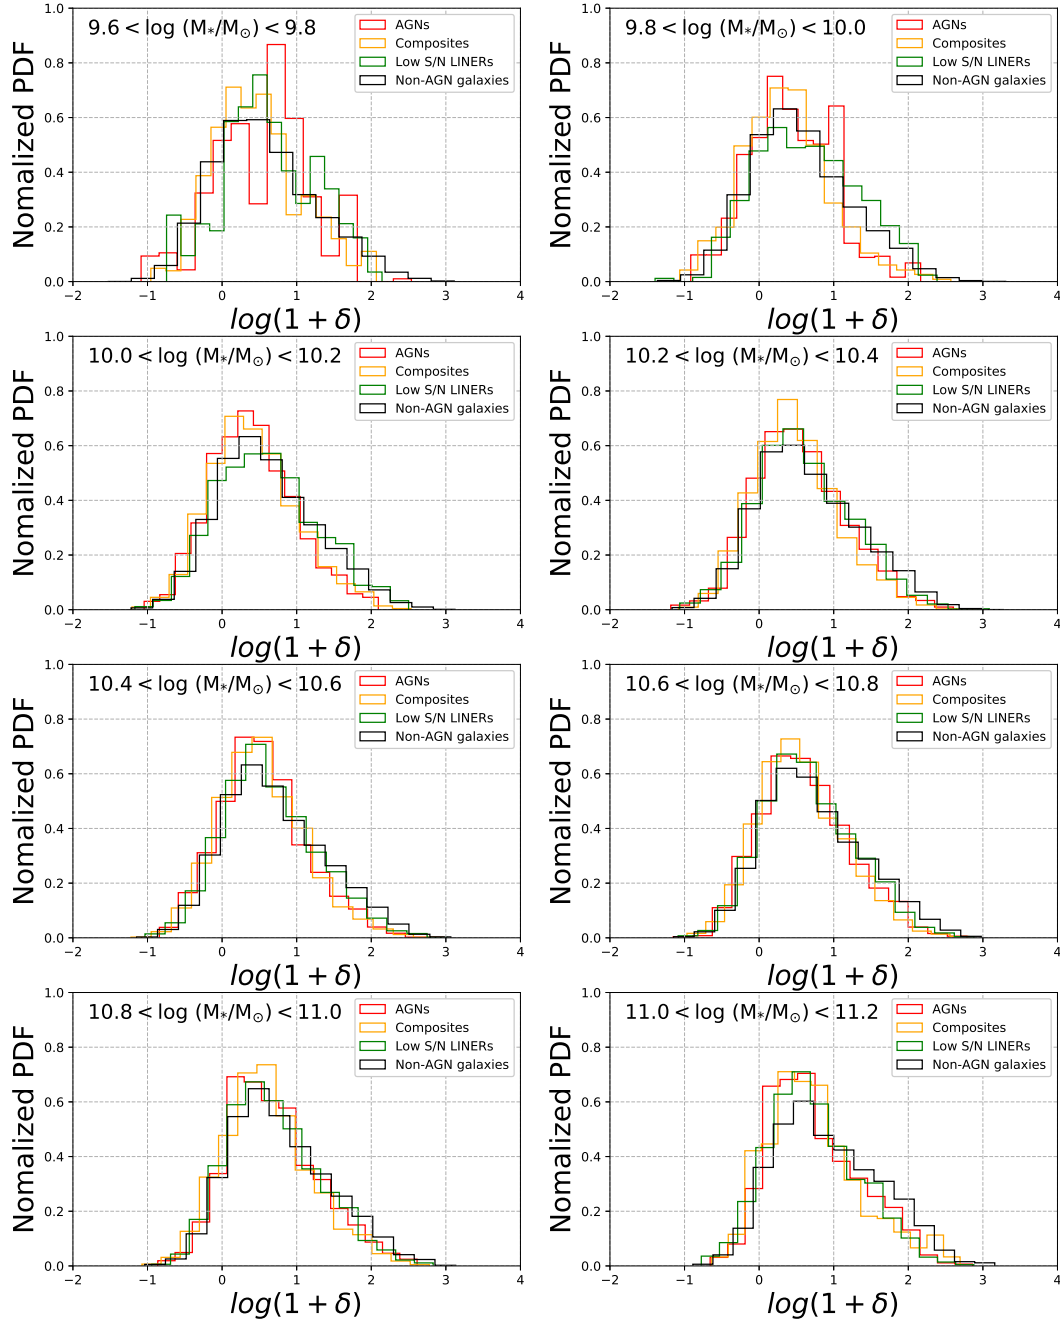 9.6 < log (M*/M⊙) < 9.8
AGNs
Composites
Low S/N LINERs
Non-AGN galaxies
Nomalized PDF
1.0
0.8
0.6
0.4
0.2
0.0
−2 −1 0 1 2 3 4
log(1 + δ)
9.8 < log (M*/M⊙) < 10.0
AGNs
Composites
Low S/N LINERs
Non-AGN galaxies
Nomalized PDF
1.0
0.8
0.6
0.4
0.2
0.0
−2 −1 0 1 2 3 4
log(1 + δ)
10.0 < log (M*/M⊙) < 10.2
AGNs
Composites
Low S/N LINERs
Non-AGN galaxies
Nomalized PDF
1.0
0.8
0.6
0.4
0.2
0.0
−2 −1 0 1 2 3 4
log(1 + δ)
10.2 < log (M*/M⊙) < 10.4
AGNs
Composites
Low S/N LINERs
Non-AGN galaxies
Nomalized PDF
1.0
0.8
0.6
0.4
0.2
0.0
−2 −1 0 1 2 3 4
log(1 + δ)
10.4 < log (M*/M⊙) < 10.6
AGNs
Composites
Low S/N LINERs
Non-AGN galaxies
Nomalized PDF
1.0
0.8
0.6
0.4
0.2
0.0
−2 −1 0 1 2 3 4
log(1 + δ)
10.6 < log (M*/M⊙) < 10.8
AGNs
Composites
Low S/N LINERs
Non-AGN galaxies
Nomalized PDF
1.0
0.8
0.6
0.4
0.2
0.0
−2 −1 0 1 2 3 4
log(1 + δ)
10.8 < log (M*/M⊙) < 11.0
AGNs
Composites
Low S/N LINERs
Non-AGN galaxies
Nomalized PDF
1.0
0.8
0.6
0.4
0.2
0.0
−2 −1 0 1 2 3 4
log(1 + δ)
11.0 < log (M*/M⊙) < 11.2
AGNs
Composites
Low S/N LINERs
Non-AGN galaxies
Nomalized PDF
1.0
0.8
0.6
0.4
0.2
0.0
−2 −1 0 1 2 3 4
log(1 + δ)